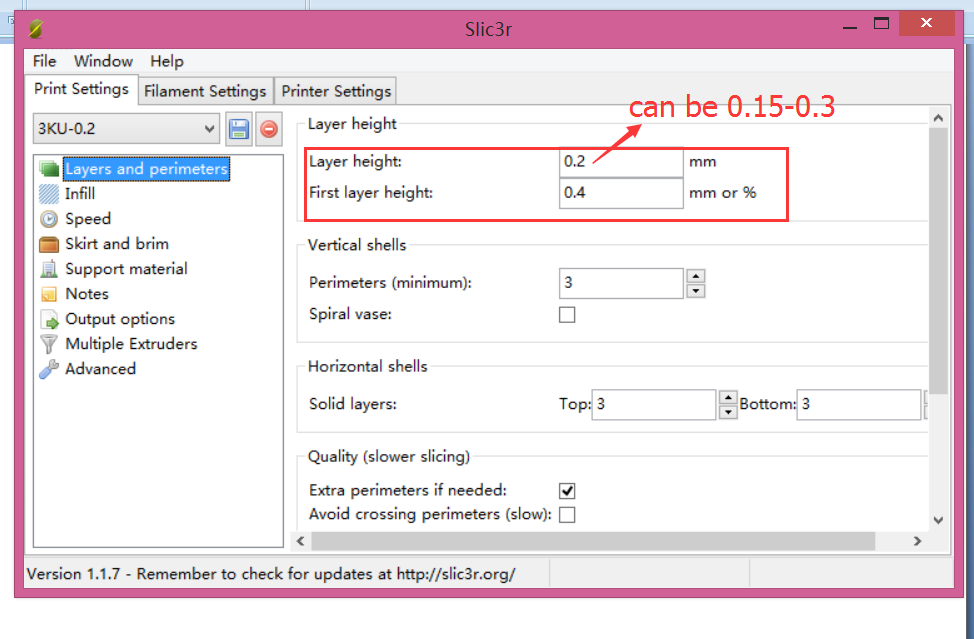 Slic3r
File Window Help
Print Settings Filament Settings Printer Settings
can be 0.15-0.3
3KU-0.2
Layer height
Layers and perimeters
Infill
Speed
Skirt and brim
Support material
Notes
Output options
Multiple Extruders
Advanced
Layer height: 0.2 mm
First layer height: 0.4 mm or %
Vertical shells
Perimeters (minimum): 3
Spiral vase:
Horizontal shells
Solid layers: Top: 3 Bottom: 3
Quality (slower slicing)
Extra perimeters if needed:
Avoid crossing perimeters (slow):
Version 1.1.7 - Remember to check for updates at http://slic3r.org/